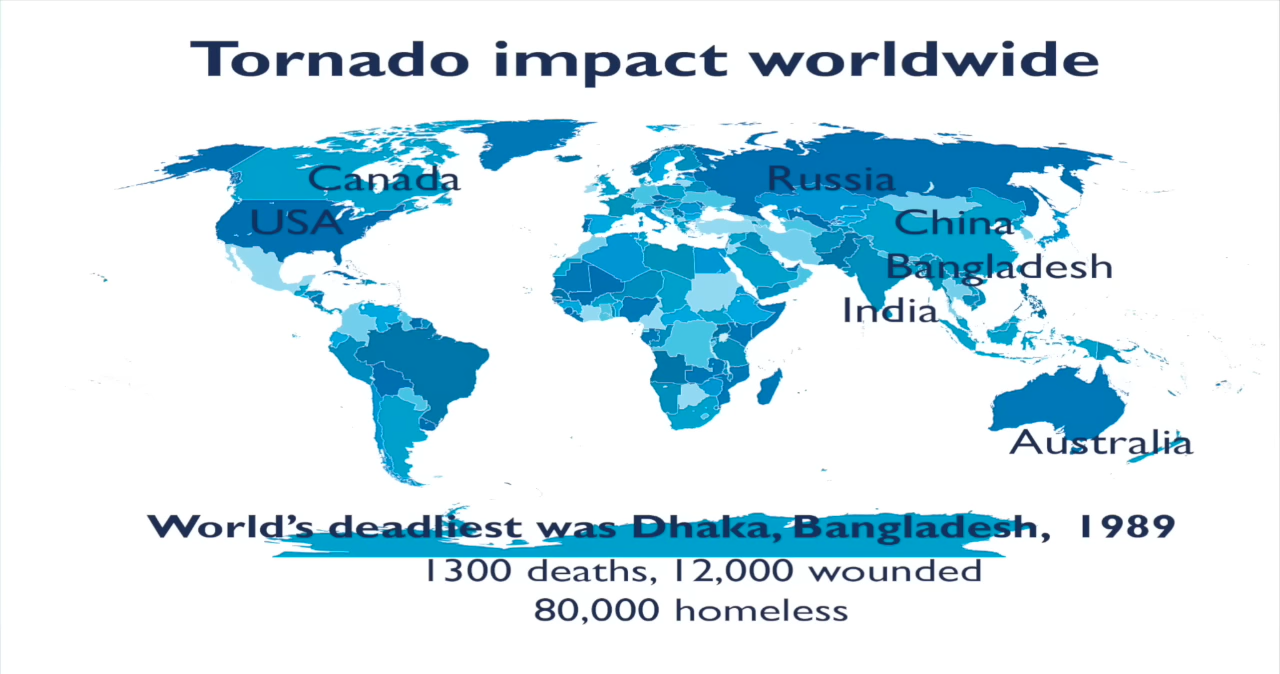 Tornado impact worldwide
Canada
Russia
USA
China
Bangladesh
India
Australia
World’s deadliest was Dhaka, Bangladesh, 1989
1300 deaths, 12,000 wounded
80,000 homeless